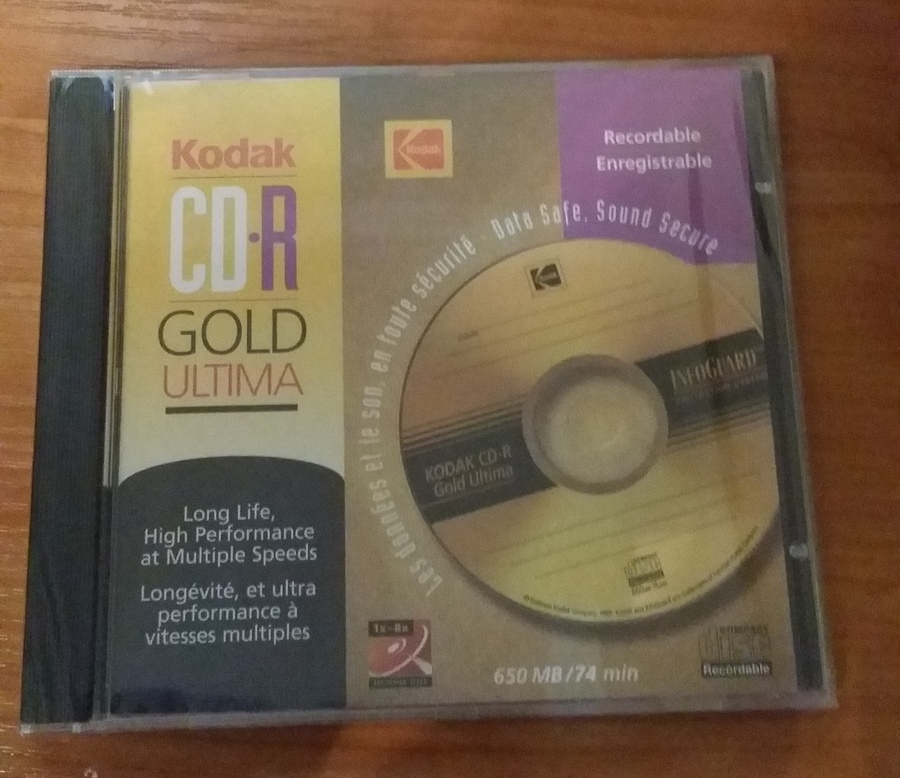 Kodak
CD·R
GOLD
ULTIMA
Long Life,
High Performance
at Multiple Speeds
Longévité, et ultra
performance à
vitesses multiples
Kodak
Recordable
Enregistrable
Les données et le son, en toute sécurité · Data Safe, Sound Secure
Kodak
INFOGUARD
KODAK CD-R
Gold Ultima
1x-8x
650 MB/74 min
COMPACT
disc
Recordable